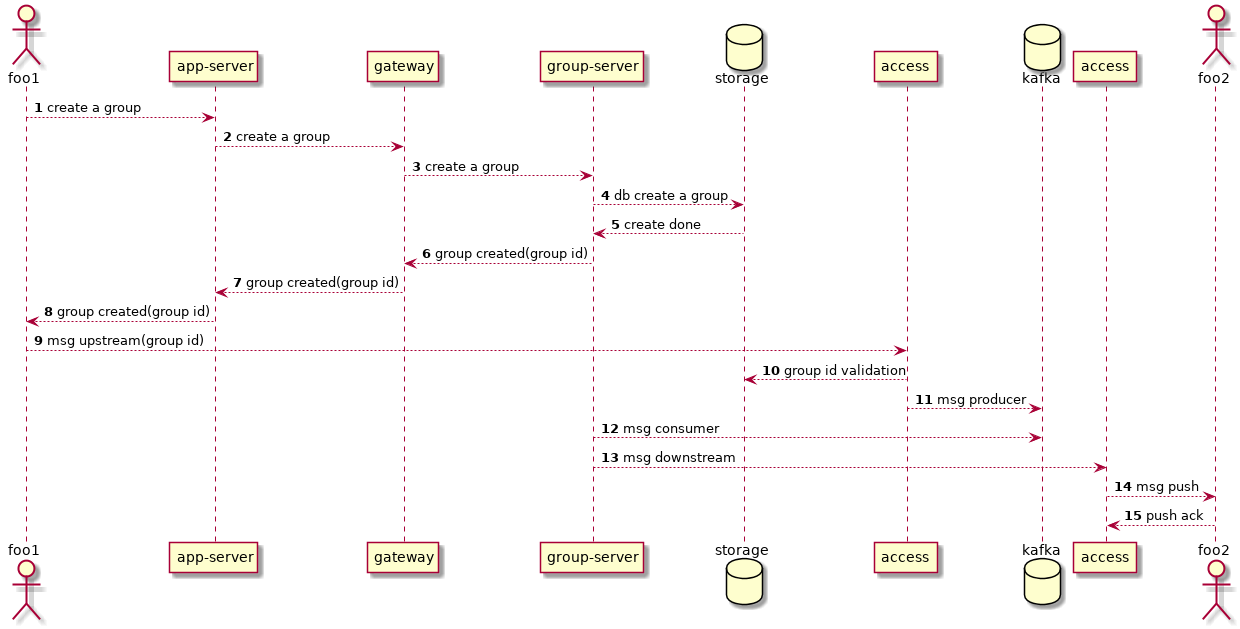 foo1
app-server
gateway
group-server
storage
access
kafka
access
foo2
1 create a group
2 create a group
3 create a group
4 db create a group
5 create done
6 group created(group id)
7 group created(group id)
8 group created(group id)
9 msg upstream(group id)
10 group id validation
11 msg producer
12 msg consumer
13 msg downstream
14 msg push
15 push ack
foo1
app-server
gateway
group-server
storage
access
kafka
access
foo2